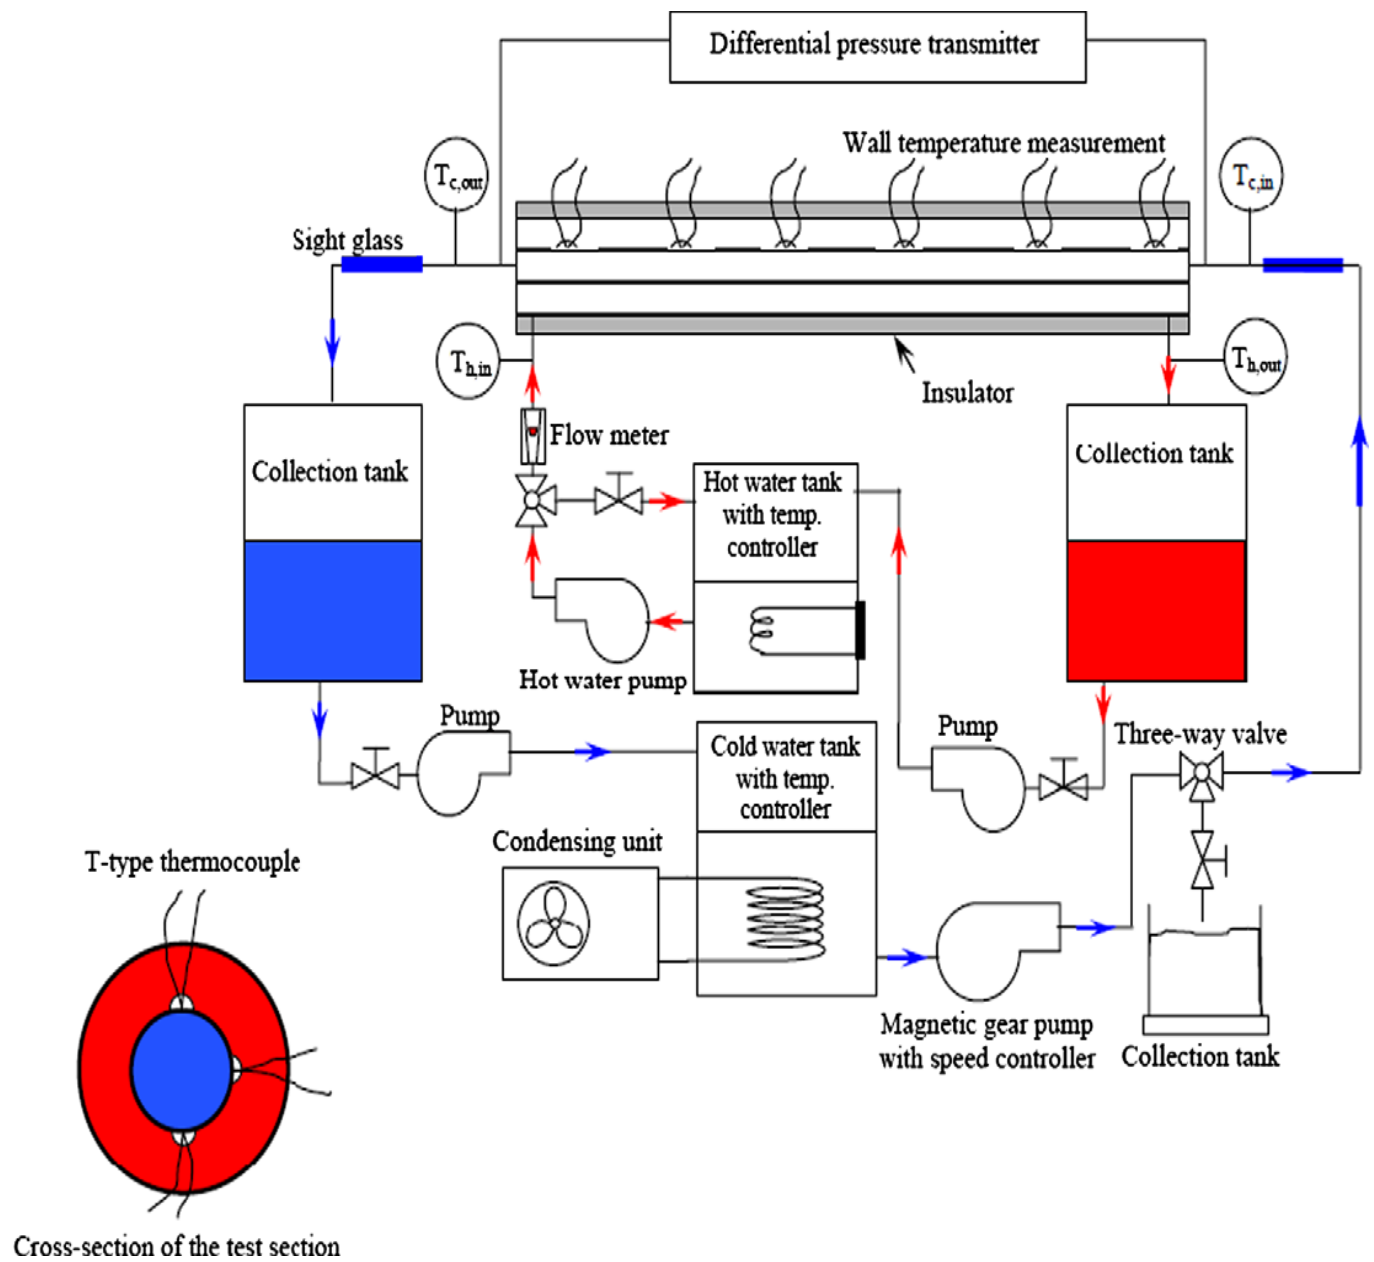 Differential pressure transmitter
Wall temperature measurement
Tc,out
Tc,in
Sight glass
Th,in
Th,out
Insulator
Flow meter
Collection tank
Collection tank
Hot water tank
with temp.
controller
Hot water pump
Pump
Pump
Three-way valve
Cold water tank
with temp.
controller
Condensing unit
T-type thermocouple
Magnetic gear pump
with speed controller
Collection tank
Cross-section of the test section